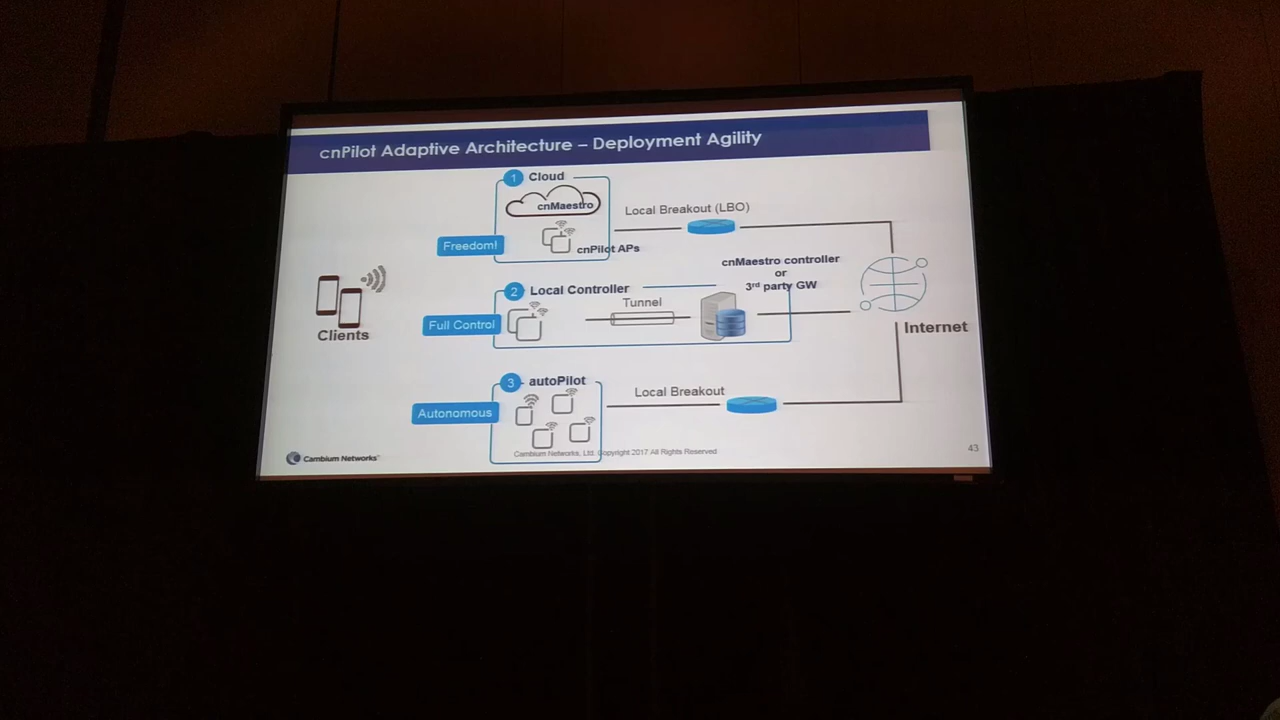 cnPilot Adaptive Architecture – Deployment Agility
1 Cloud
cnMaestro
Local Breakout (LBO)
Freedom!
cnPilot APs
cnMaestro controller
or
3rd party GW
2 Local Controller
Tunnel
Full Control
Clients
Internet
3 autoPilot
Local Breakout
Autonomous
Cambium Networks™
Cambium Networks, Ltd. Copyright 2017 All Rights Reserved
43